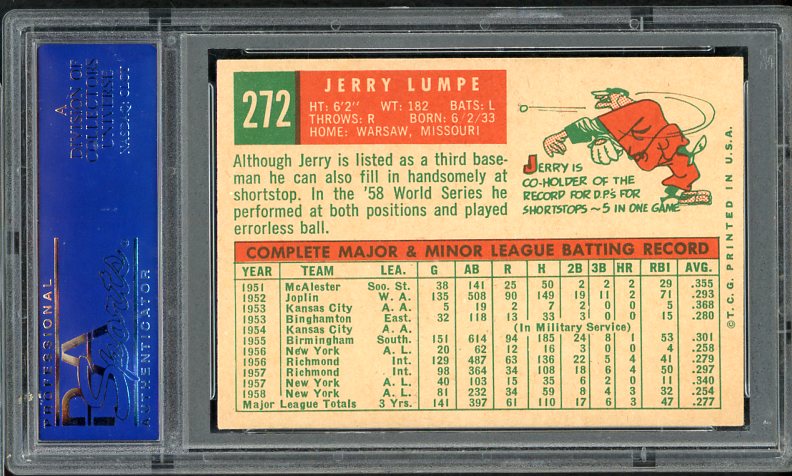 272
JERRY LUMPE
HT: 6'2" WT: 182 BATS: L
THROWS: R BORN: 6/2/33
HOME: WARSAW, MISSOURI
Although Jerry is listed as a third base-
man he can also fill in handsomely at
shortstop. In the '58 World Series he
performed at both positions and played
errorless ball.
JERRY IS
CO-HOLDER OF THE
RECORD FOR D.P.'S FOR
SHORTSTOPS ~ 5 IN ONE GAME
COMPLETE MAJOR & MINOR LEAGUE BATTING RECORD
YEAR TEAM LEA. G AB R H 2B 3B HR RBI AVG.
1951 McAlester Soo. St. 38 141 25 50 2 2 2 29 .355
1952 Joplin W. A. 135 508 90 149 19 11 2 71 .293
1953 Kansas City A. A. 5 19 2 7 2 0 0 5 .368
1953 Binghamton East. 32 118 13 33 0 3 0 15 .280
1954 Kansas City A. A. (In Military Service)
1955 Birmingham South. 151 614 94 185 24 8 1 53 .301
1956 New York A. L. 20 62 12 16 3 0 0 4 .258
1956 Richmond Int. 129 487 63 136 22 5 4 41 .279
1957 Richmond Int. 98 364 34 108 18 6 4 50 .297
1957 New York A. L. 40 103 15 35 6 2 0 11 .340
1958 New York A. L. 81 232 34 59 8 4 3 32 .254
Major League Totals 3 Yrs. 141 397 61 110 17 6 3 47 .277
© T.C.G. PRINTED IN U.S.A.
A
DIVISION OF
COLLECTORS
UNIVERSE
NASDAQ: CLCT
PROFESSIONAL
PSA
Sports
AUTHENTICATOR